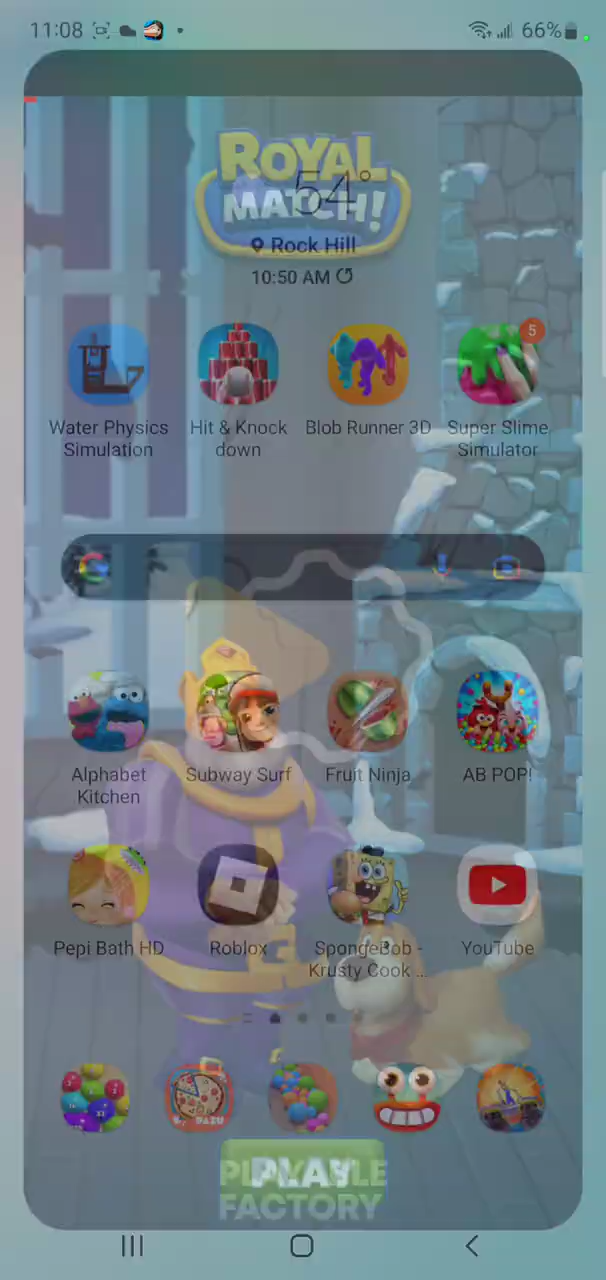 11:08 66%
ROYAL
MATCH!
54°
Rock Hill
10:50 AM
5
Water Physics Simulation
Hit & Knock down
Blob Runner 3D
Super Slime Simulator
Alphabet Kitchen
Subway Surf
Fruit Ninja
AB POP!
Pepi Bath HD
Roblox
SpongeBob - Krusty Cook ...
YouTube
PLAY
PLAYABLE
FACTORY